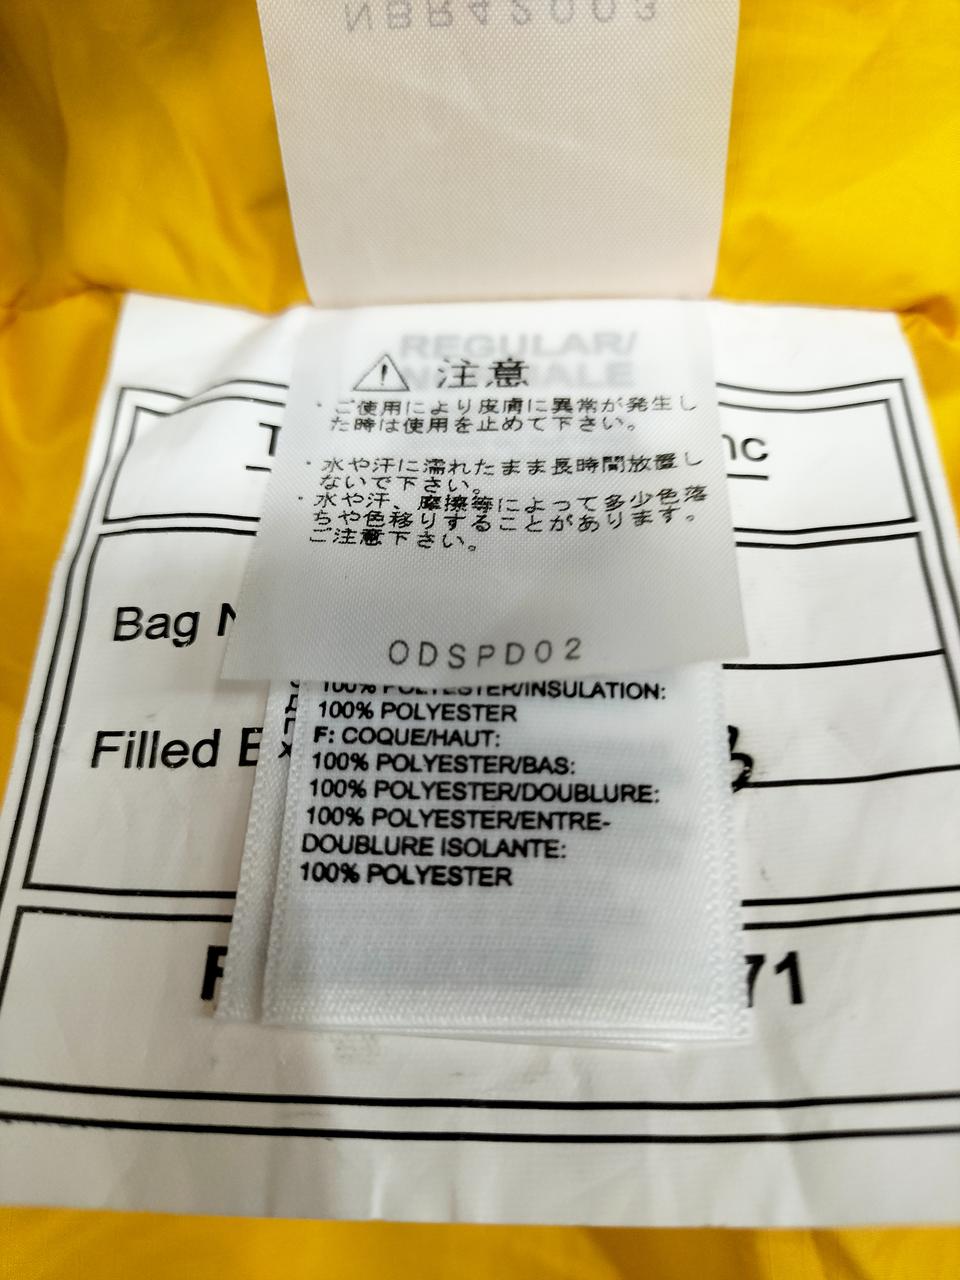 NBR42003
REGULAR/
注意
・ご使用により皮膚に異常が発生し
た時は使用を止めて下さい。
・水や汗に濡れたまま長時間放置し
ないで下さい。
・水や汗、摩擦等によって多少色落
ちや色移りすることがあります。
ご注意下さい。
Bag
ODSPD02
100% POLYESTER/INSULATION:
100% POLYESTER
F: COQUE/HAUT:
Filled
100% POLYESTER/BAS:
100% POLYESTER/DOUBLURE:
100% POLYESTER/ENTRE-
DOUBLURE ISOLANTE:
100% POLYESTER
71